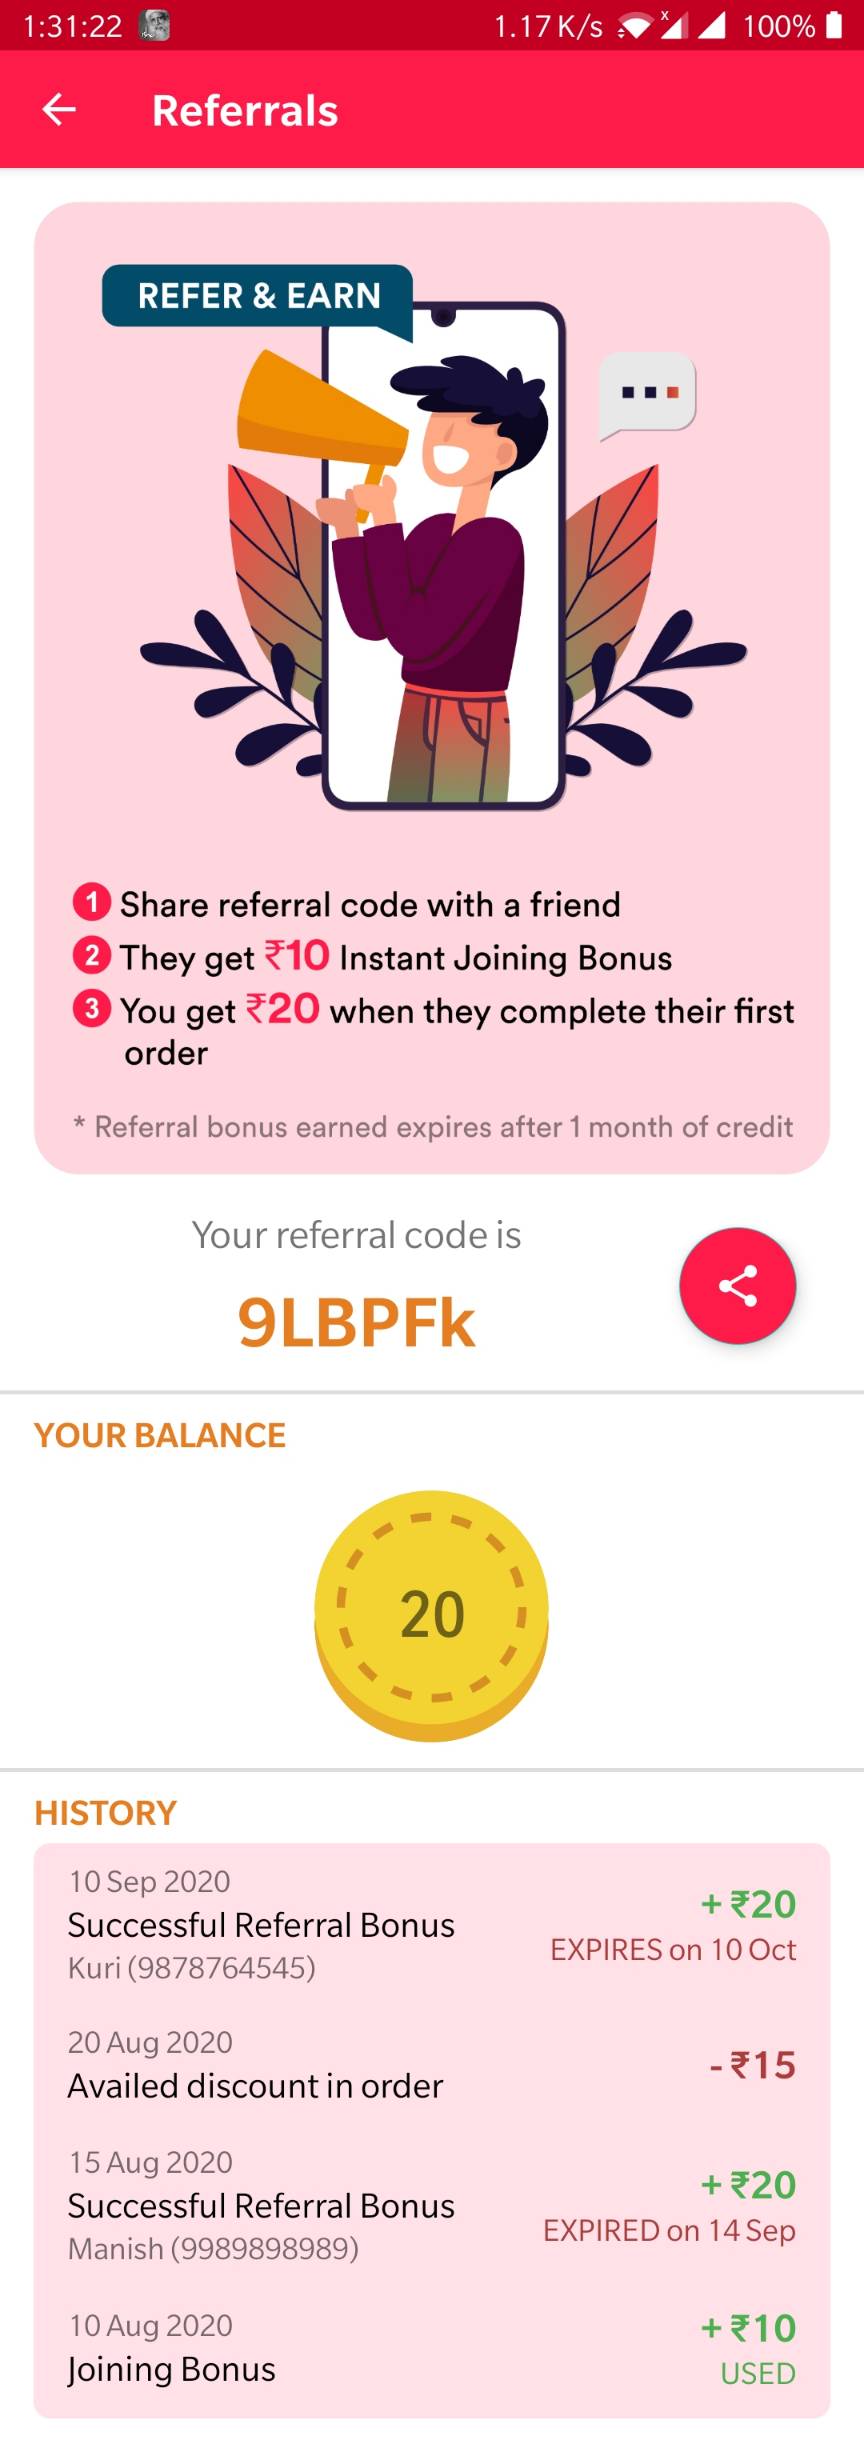 1:31:22
1.17 K/s
x
100%
Referrals
REFER & EARN
1 Share referral code with a friend
2 They get ₹10 Instant Joining Bonus
3 You get ₹20 when they complete their first
order
* Referral bonus earned expires after 1 month of credit
Your referral code is
9LBPFk
YOUR BALANCE
20
HISTORY
10 Sep 2020
Successful Referral Bonus
Kuri (9878764545)
+ ₹20
EXPIRES on 10 Oct
20 Aug 2020
Availed discount in order
- ₹15
15 Aug 2020
Successful Referral Bonus
Manish (9989898989)
+ ₹20
EXPIRED on 14 Sep
10 Aug 2020
Joining Bonus
+ ₹10
USED